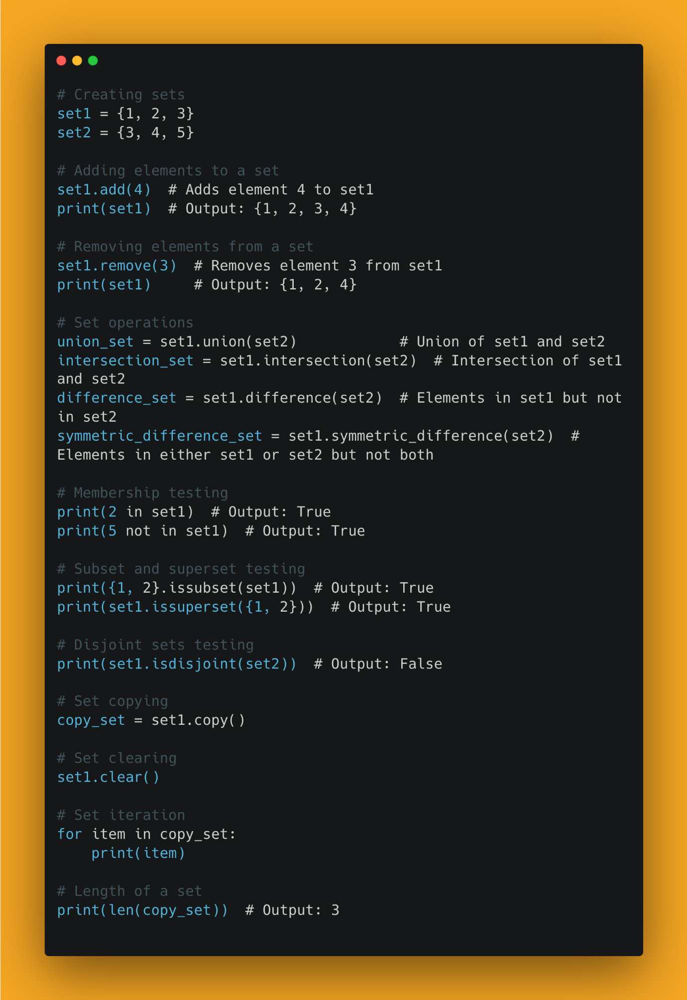 # Creating sets
set1 = {1, 2, 3}
set2 = {3, 4, 5}

# Adding elements to a set
set1.add(4)  # Adds element 4 to set1
print(set1)  # Output: {1, 2, 3, 4}

# Removing elements from a set
set1.remove(3)  # Removes element 3 from set1
print(set1)     # Output: {1, 2, 4}

# Set operations
union_set = set1.union(set2)            # Union of set1 and set2
intersection_set = set1.intersection(set2)  # Intersection of set1
and set2
difference_set = set1.difference(set2)  # Elements in set1 but not
in set2
symmetric_difference_set = set1.symmetric_difference(set2)  #
Elements in either set1 or set2 but not both

# Membership testing
print(2 in set1)  # Output: True
print(5 not in set1)  # Output: True

# Subset and superset testing
print({1, 2}.issubset(set1))  # Output: True
print(set1.issuperset({1, 2}))  # Output: True

# Disjoint sets testing
print(set1.isdisjoint(set2))  # Output: False

# Set copying
copy_set = set1.copy()

# Set clearing
set1.clear()

# Set iteration
for item in copy_set:
    print(item)

# Length of a set
print(len(copy_set))  # Output: 3